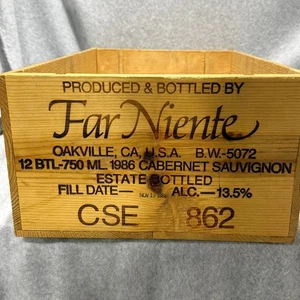 PRODUCED & BOTTLED BY
Far Niente
OAKVILLE, CA, U.S.A. B.W.-5072
12 BTL-750 ML. 1986 CABERNET SAUVIGNON
ESTATE BOTTLED
FILL DATE— ALC.—13.5%
CSE 862